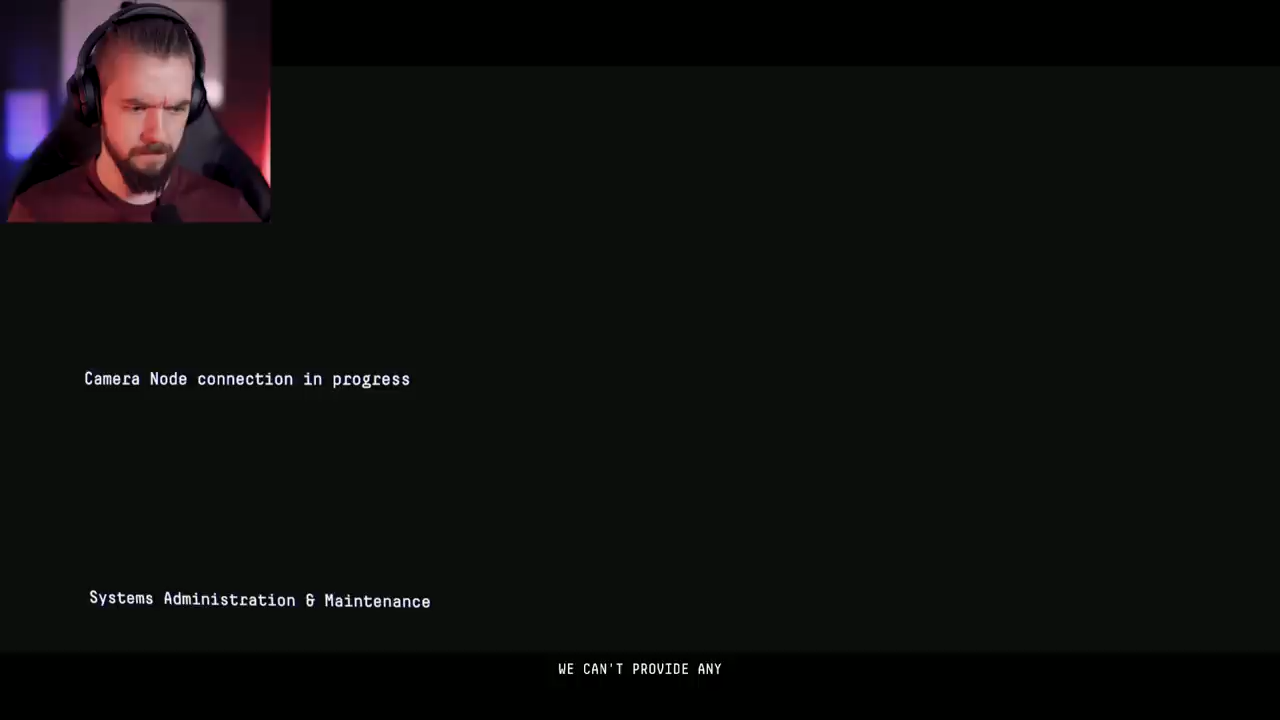 Camera Node connection in progress
Systems Administration & Maintenance
WE CAN'T PROVIDE ANY